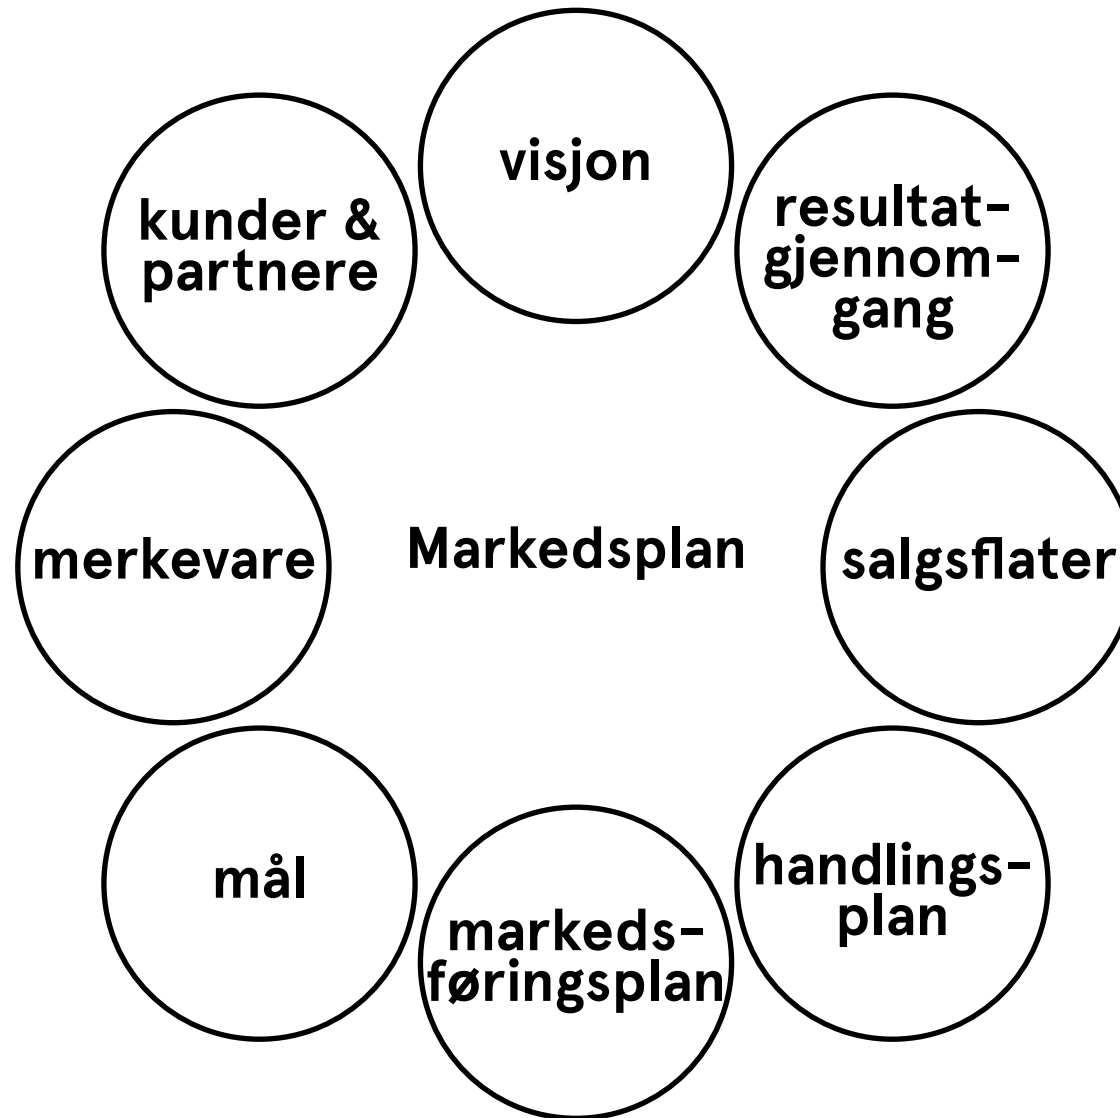 visjon
kunder &
partnere
resultat-
gjennom-
gang
merkevare
Markedsplan
salgsflater
mål
handlings-
plan
markeds-
føringsplan